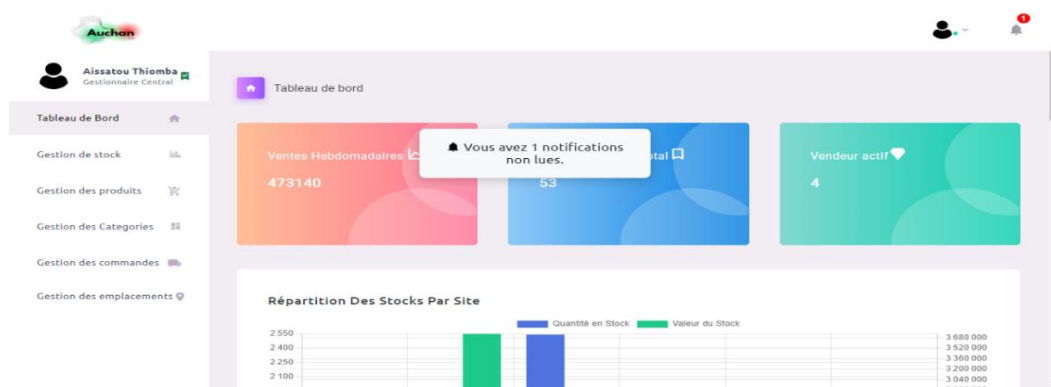 Auchan
1
Aissatou Thiomba
Gestionnaire Central
Tableau de Bord
Gestion de stock
Gestion des produits
Gestion des Categories
Gestion des commandes
Gestion des emplacements
Tableau de bord
Ventes Hebdomadaires
473140
Vous avez 1 notifications
non lues.
53
Vendeur actif
4
Répartition Des Stocks Par Site
Quantité en Stock
Valeur du Stock
2 550
2 400
2 250
2 100
3 680 000
3 520 000
3 360 000
3 200 000
3 040 000